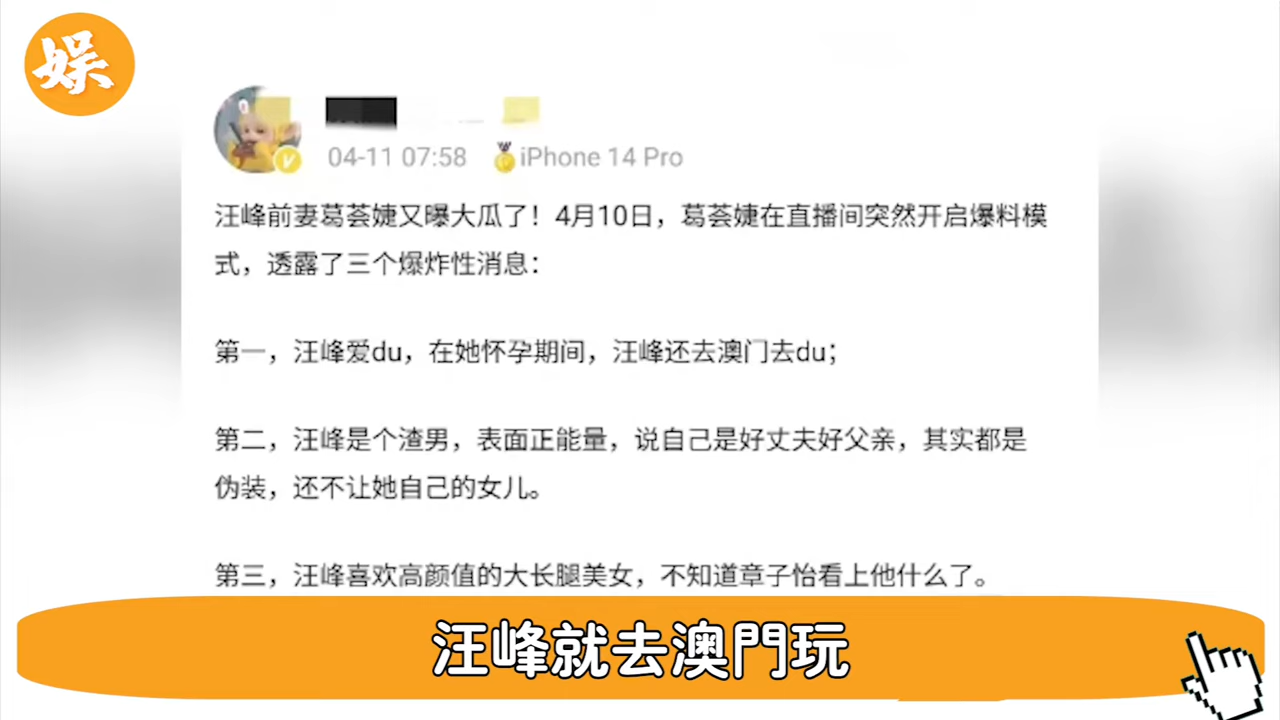 娱
04-11 07:58 iPhone 14 Pro
汪峰前妻葛荟婕又曝大瓜了！4月10日，葛荟婕在直播间突然开启爆料模
式，透露了三个爆炸性消息：
第一，汪峰爱du，在她怀孕期间，汪峰还去澳门去du；
第二，汪峰是个渣男，表面正能量，说自己是好丈夫好父亲，其实都是
伪装，还不让她自己的女儿。
第三，汪峰喜欢高颜值的大长腿美女，不知道章子怡看上他什么了。
汪峰就去澳門玩